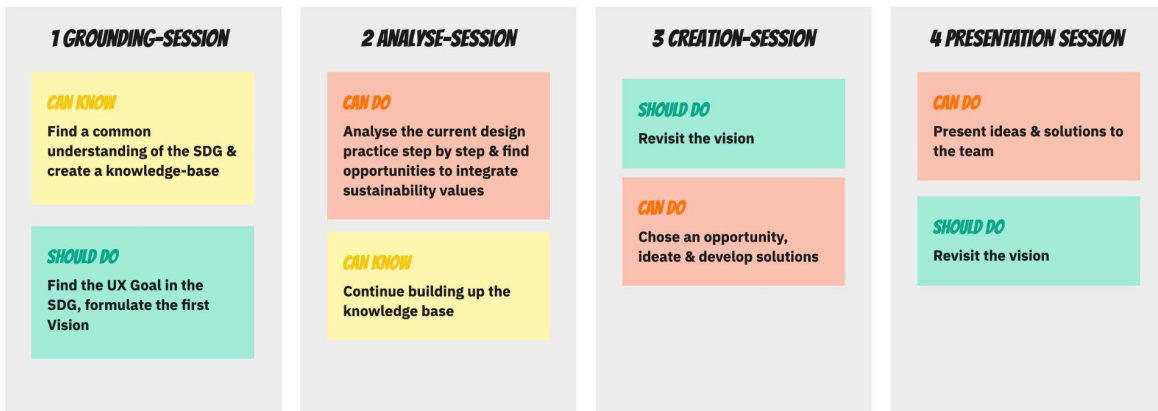 1 GROUNDING-SESSION
CAN KNOW
Find a common
understanding of the SDG &
create a knowledge-base
SHOULD DO
Find the UX Goal in the
SDG, formulate the first
Vision
2 ANALYSE-SESSION
CAN DO
Analyse the current design
practice step by step & find
opportunities to integrate
sustainability values
CAN KNOW
Continue building up the
knowledge base
3 CREATION-SESSION
SHOULD DO
Revisit the vision
CAN DO
Chose an opportunity,
ideate & develop solutions
4 PRESENTATION SESSION
CAN DO
Present ideas & solutions to
the team
SHOULD DO
Revisit the vision